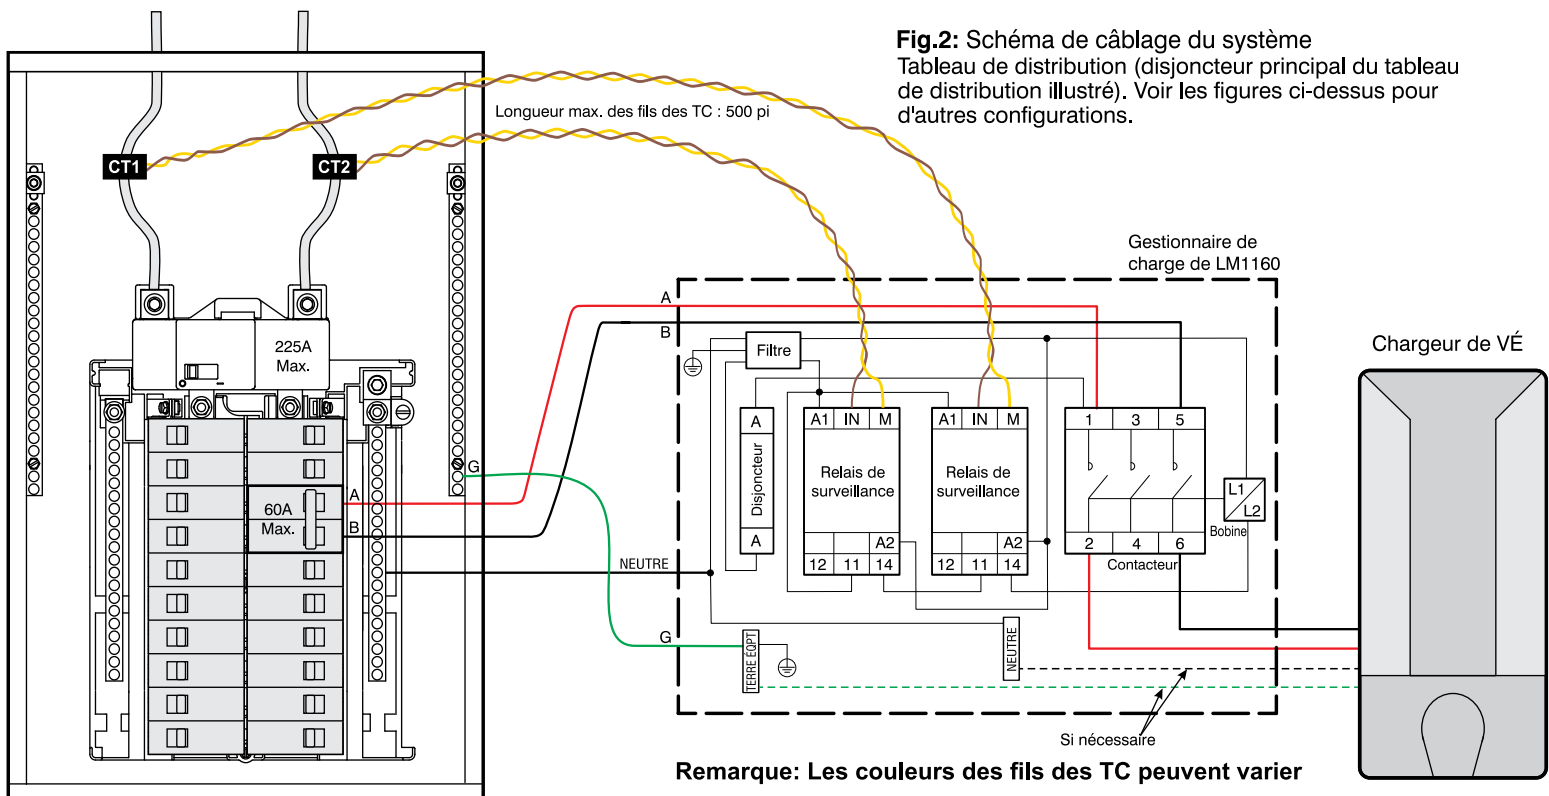 Fig.2: Schéma de câblage du système
Tableau de distribution (disjoncteur principal du tableau
de distribution illustré). Voir les figures ci-dessus pour
d'autres configurations.
Longueur max. des fils des TC : 500 pi
CT1
CT2
Gestionnaire de
charge de LM1160
Chargeur de VÉ
225A
Max.
A
B
Filtre
A
Disjoncteur
A
A1 IN M
Relais de
surveillance
A2
12 11 14
A1 IN M
Relais de
surveillance
A2
12 11 14
1 3 5
2 4 6
Contacteur
L1
L2
Bobine
G
A
B
60A
Max.
NEUTRE
G
TERRE ÉQPT
NEUTRE
Si nécessaire
Remarque: Les couleurs des fils des TC peuvent varier